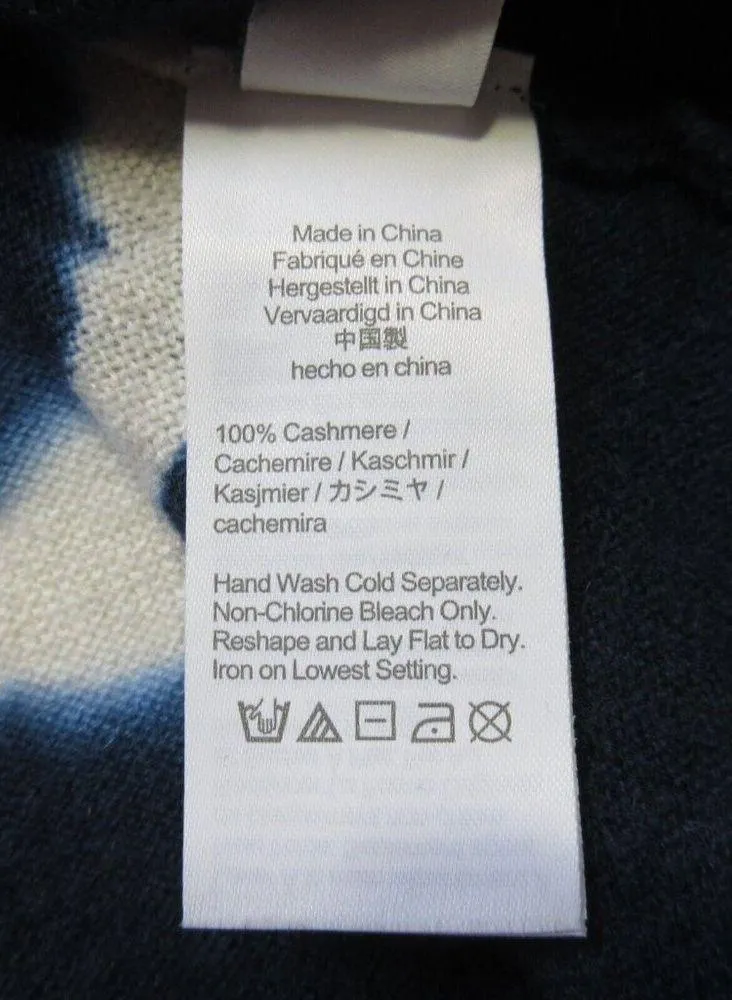 Made in China
Fabriqué en Chine
Hergestellt in China
Vervaardigd in China
中国製
hecho en china
100% Cashmere /
Cachemire / Kaschmir /
Kasjmier / カシミヤ /
cachemira
Hand Wash Cold Separately.
Non-Chlorine Bleach Only.
Reshape and Lay Flat to Dry.
Iron on Lowest Setting.